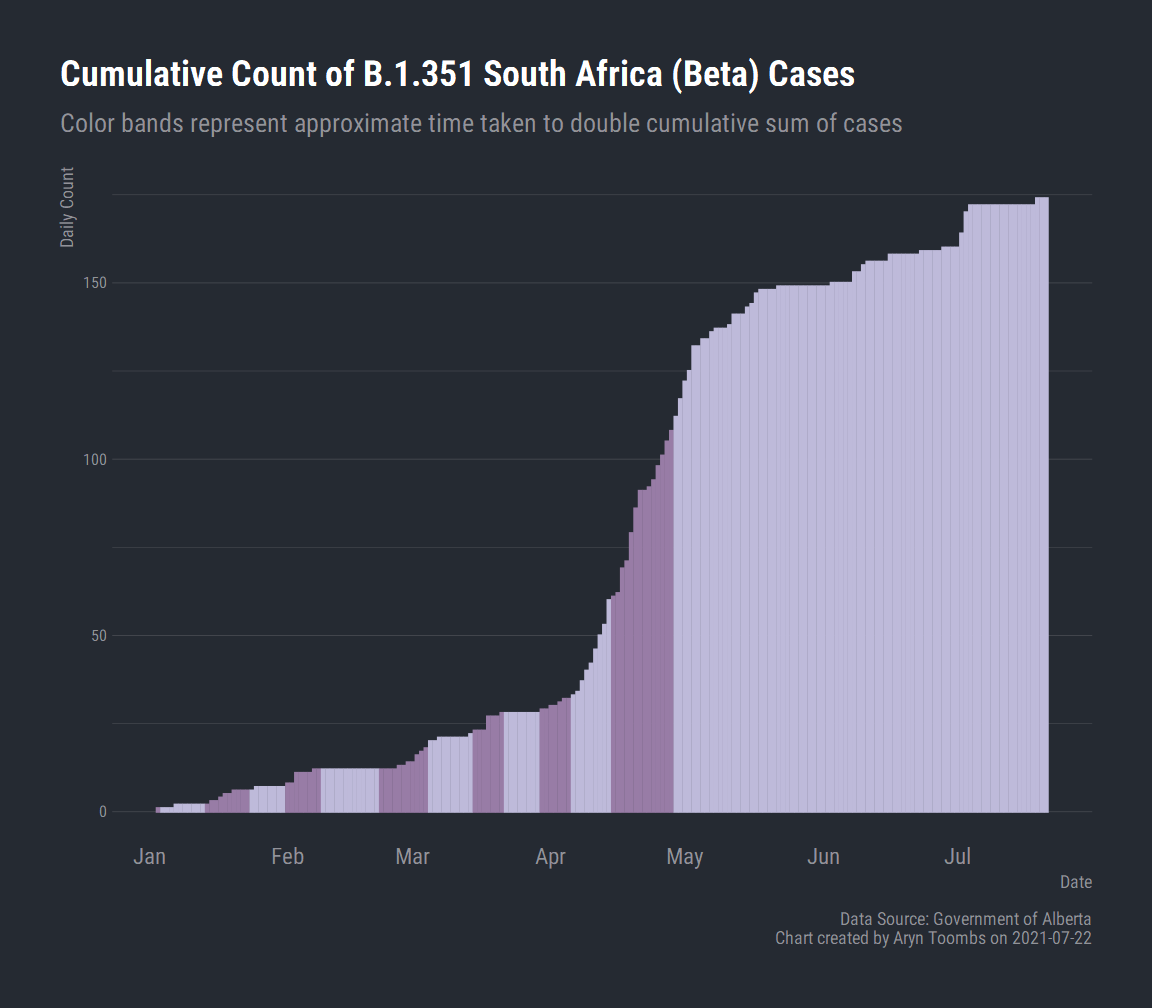 Cumulative Count of B.1.351 South Africa (Beta) Cases
Color bands represent approximate time taken to double cumulative sum of cases
Daily Count
150
100
50
0
Jan Feb Mar Apr May Jun Jul
Date
Data Source: Government of Alberta
Chart created by Aryn Toombs on 2021-07-22